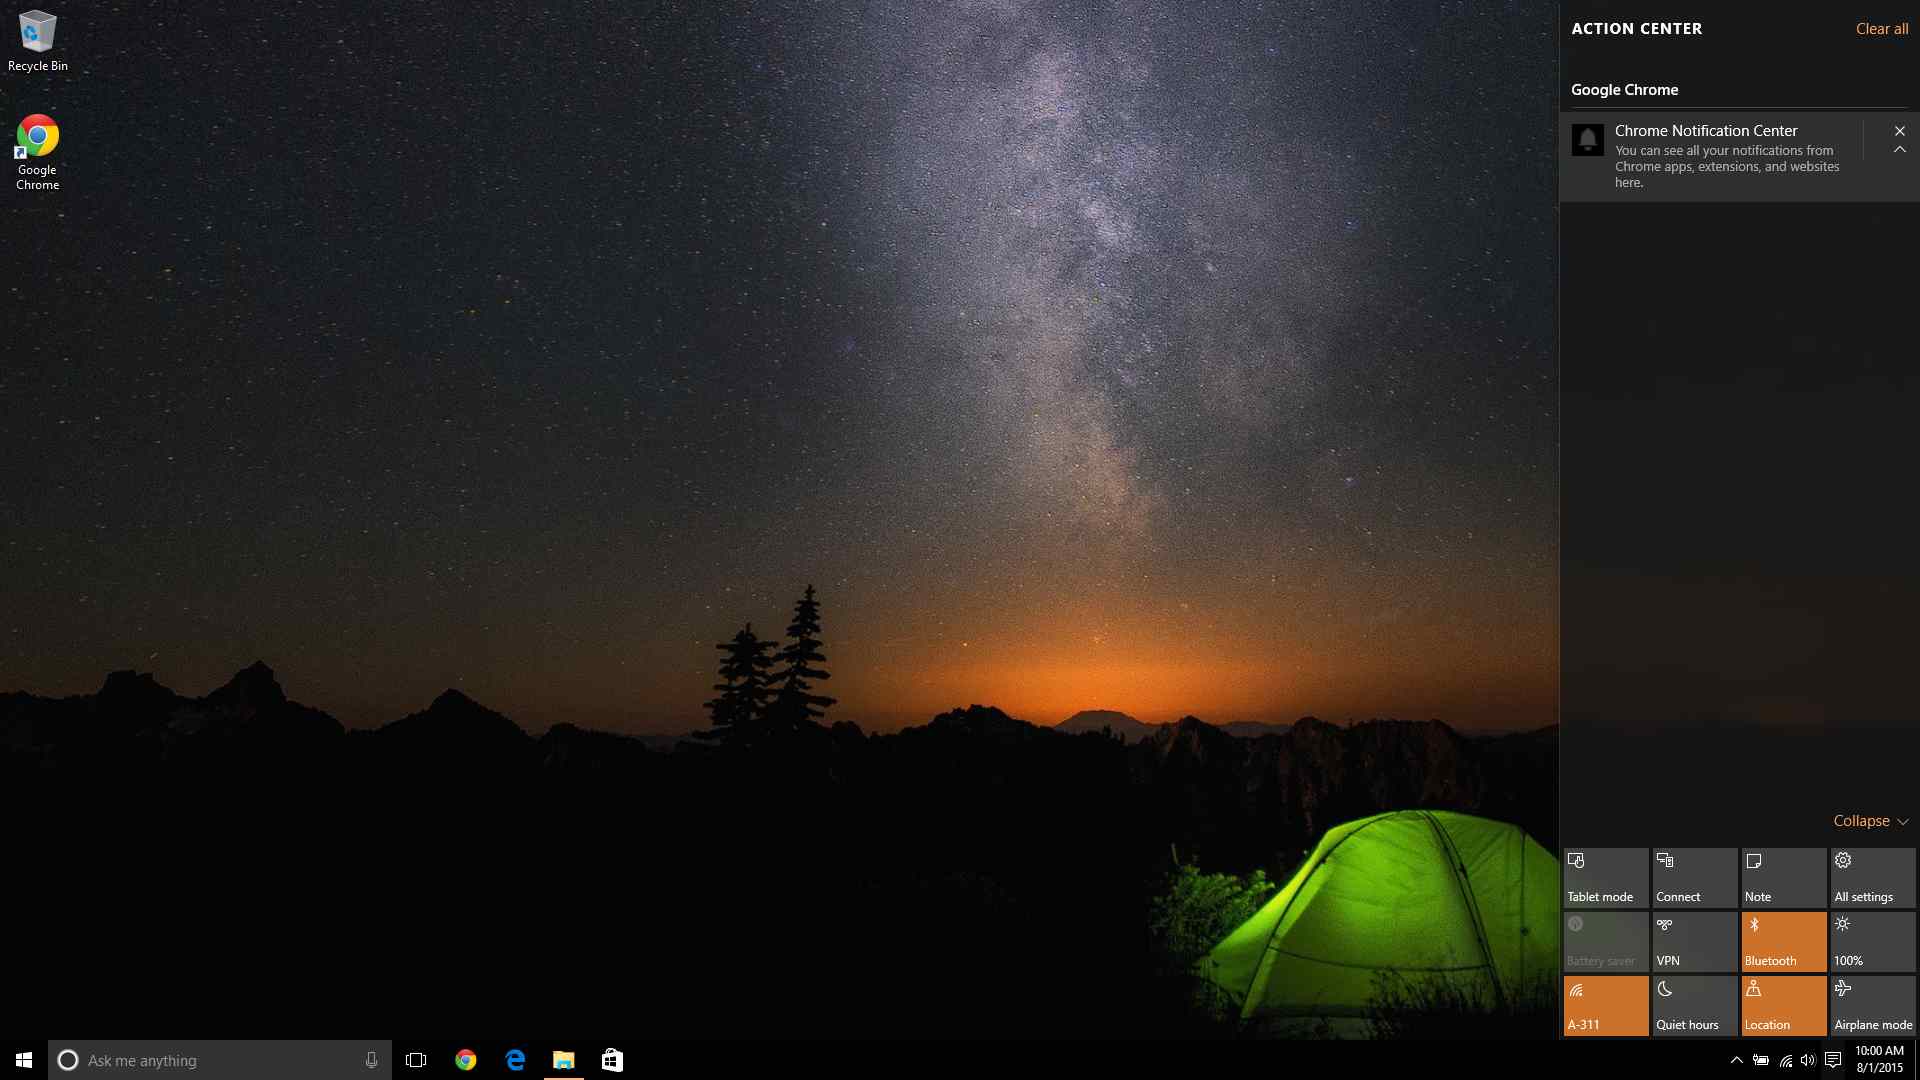 Recycle Bin
Google
Chrome
ACTION CENTER
Clear all
Google Chrome
Chrome Notification Center
You can see all your notifications from
Chrome apps, extensions, and websites
here.
Collapse
Tablet mode
Connect
Note
All settings
Battery saver
VPN
Bluetooth
100%
A-311
Quiet hours
Location
Airplane mode
Ask me anything
10:00 AM
8/1/2015